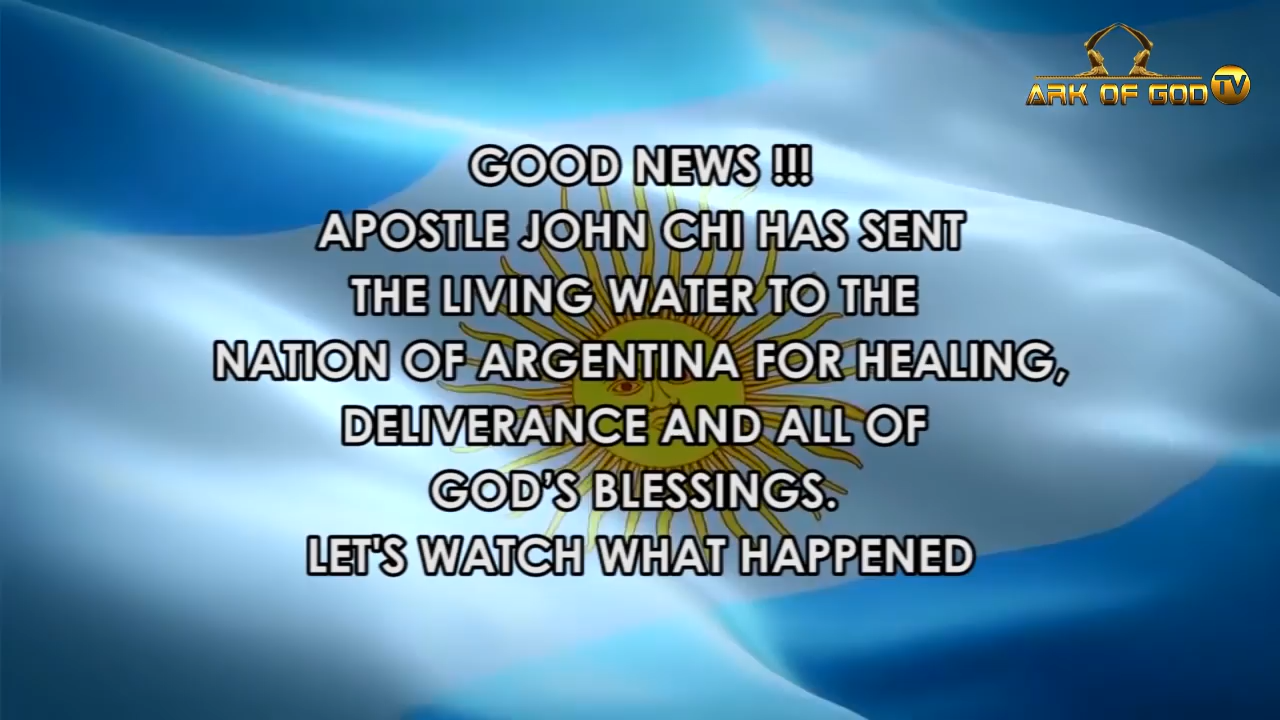 ARK OF GOD TV
GOOD NEWS !!!
APOSTLE JOHN CHI HAS SENT
THE LIVING WATER TO THE
NATION OF ARGENTINA FOR HEALING,
DELIVERANCE AND ALL OF
GOD'S BLESSINGS.
LET'S WATCH WHAT HAPPENED